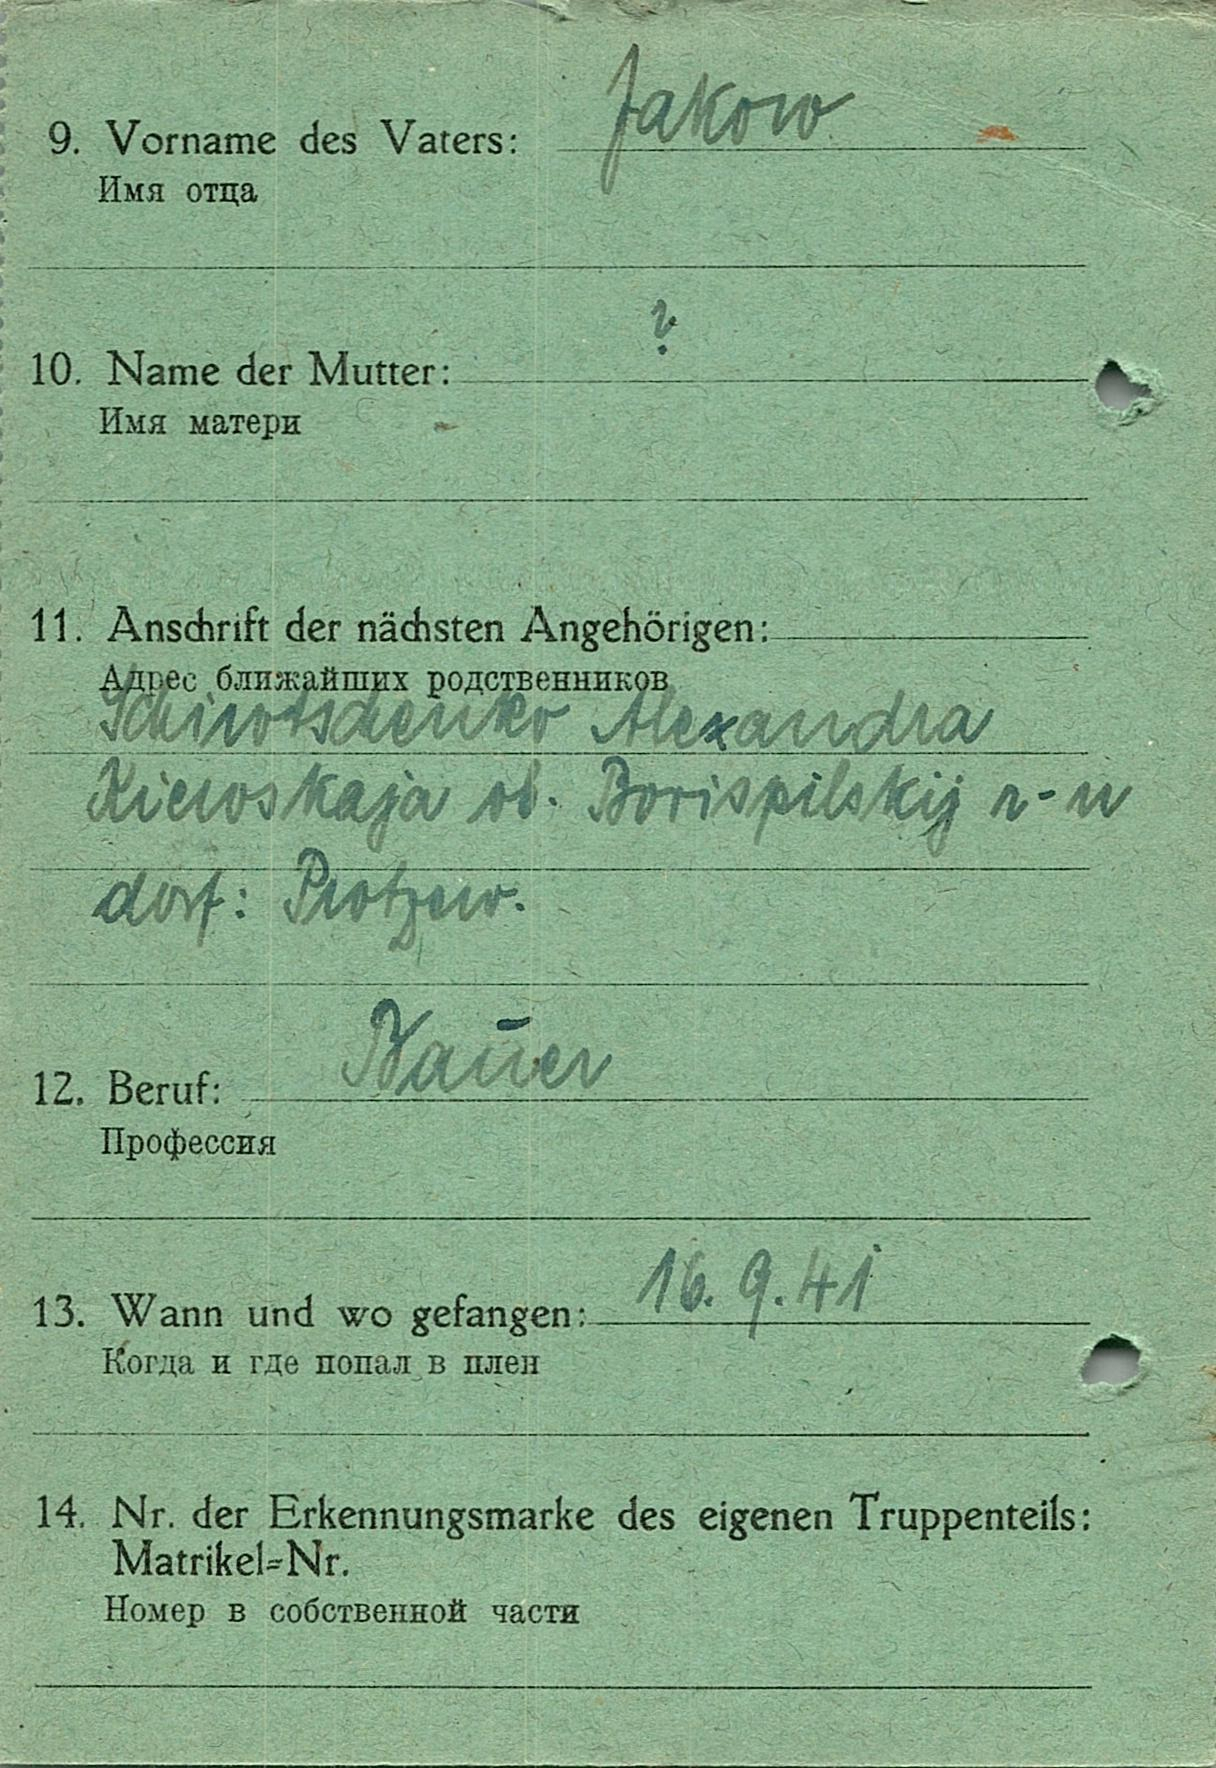 9. Vorname des Vaters: Jakow
Имя отца
?
10. Name der Mutter:
Имя матери
11. Anschrift der nächsten Angehörigen:
Адрес ближайших родственников
Schirotschenko Alexandra
Kiewskaja ob. Borispilskij r-n
dorf: Protzew.
12. Beruf: Bauer
Профессия
13. Wann und wo gefangen: 16.9.41
Когда и где попал в плен
14. Nr. der Erkennungsmarke des eigenen Truppenteils:
Matrikel=Nr.
Номер в собственной части